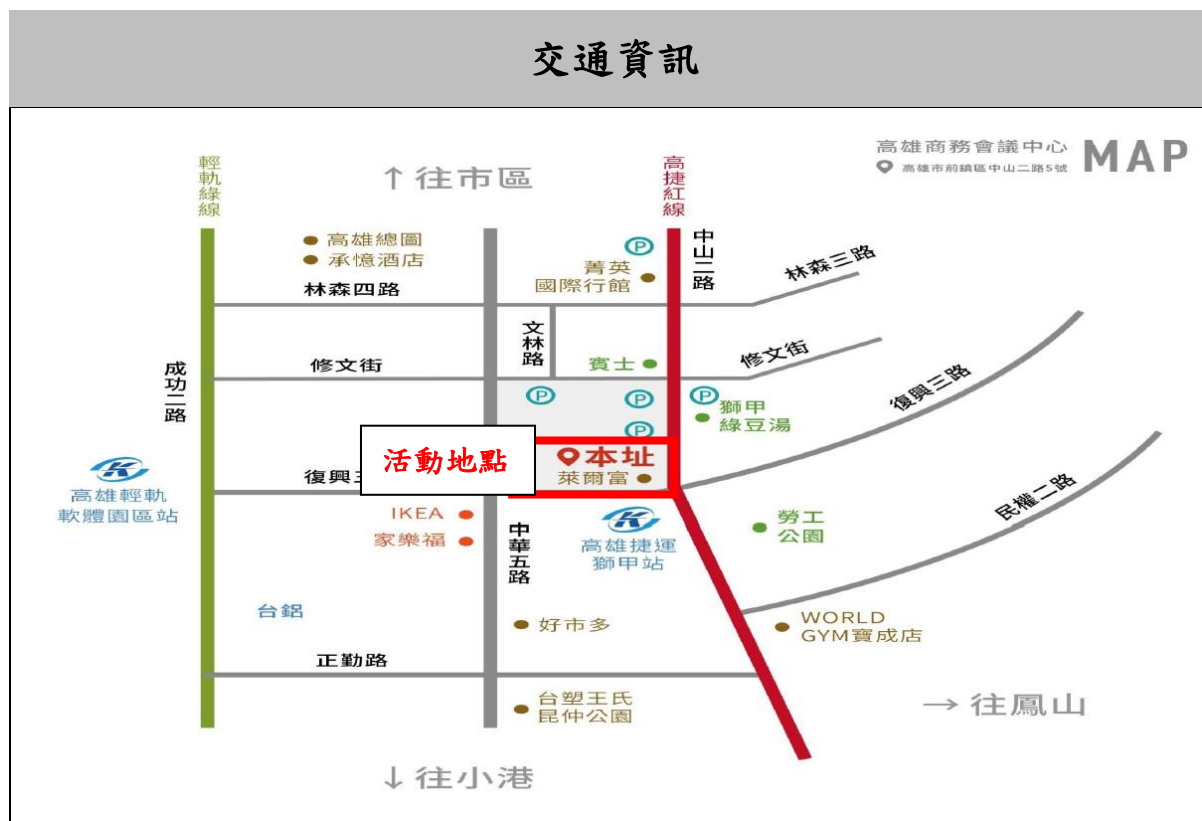 交通資訊
高雄商務會議中心
高雄市前鎮區中山二路5號
MAP
輕軌綠線
↑往市區
高捷紅線
中山二路
高雄總圖
承憶酒店
P
菁英
國際行館
林森三路
林森四路
文林路
成功二路
修文街
賓士
修文街
復興三路
P
P
P
獅甲
綠豆湯
P
活動地點
本址
萊爾富
復興三
高雄輕軌
軟體園區站
IKEA
家樂福
中華五路
高雄捷運
獅甲站
勞工
公園
民權二路
台鋁
好市多
WORLD
GYM寶成店
正勤路
台塑王氏
昆仲公園
→往鳳山
↓往小港